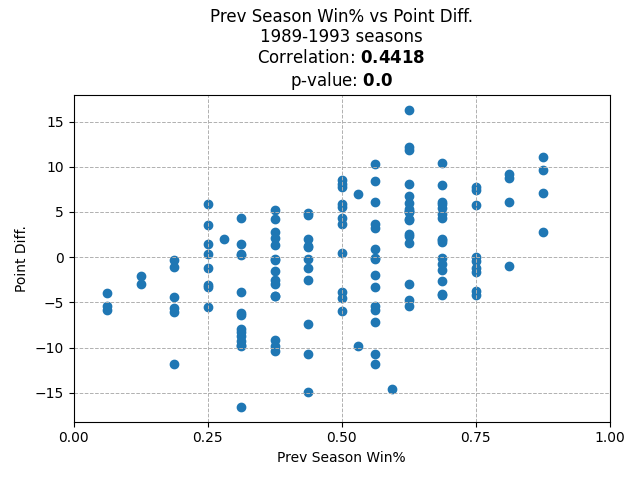 Prev Season Win% vs Point Diff.
1989-1993 seasons
Correlation: 0.4418
p-value: 0.0
15
10
5
0
−5
−10
−15
Point Diff.
0.00 0.25 0.50 0.75 1.00
Prev Season Win%